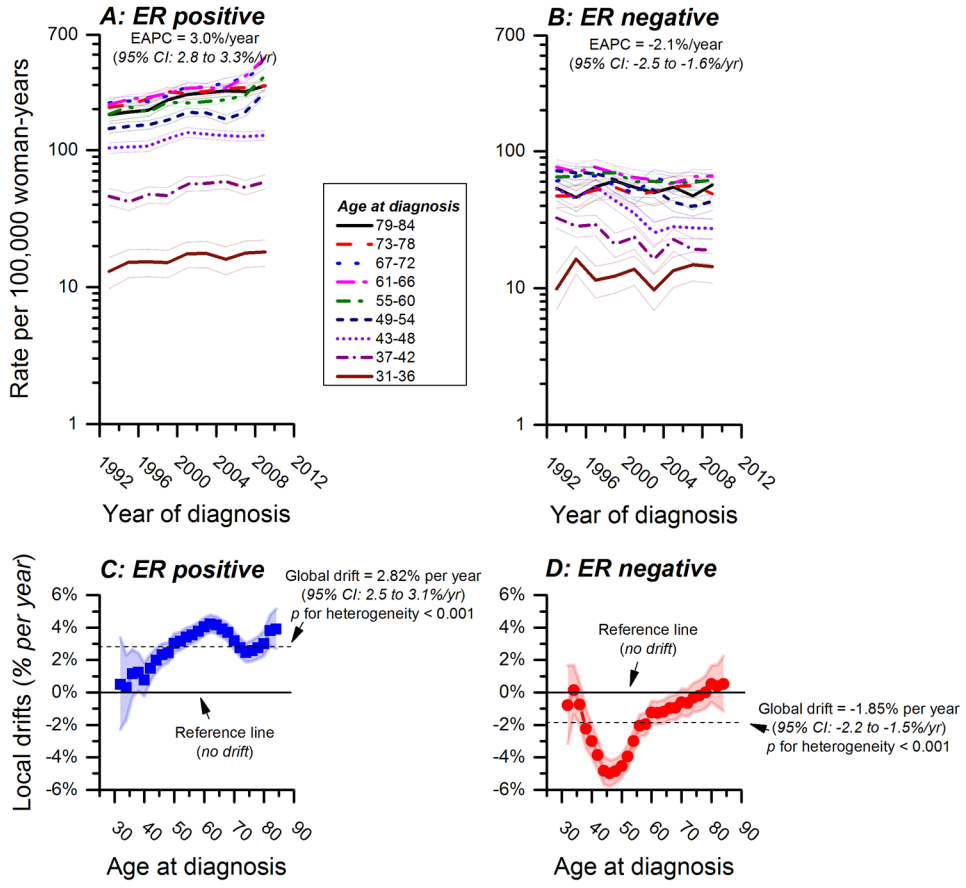 A: ER positive
EAPC = 3.0%/year
(95% CI: 2.8 to 3.3%/yr)
700
100
10
1
Rate per 100,000 woman-years
1992
1996
2000
2004
2008
2012
Year of diagnosis
Age at diagnosis
79-84
73-78
67-72
61-66
55-60
49-54
43-48
37-42
31-36
B: ER negative
EAPC = -2.1%/year
(95% CI: -2.5 to -1.6%/yr)
700
100
10
1
1992
1996
2000
2004
2008
2012
Year of diagnosis
C: ER positive
Global drift = 2.82% per year
(95% CI: 2.5 to 3.1%/yr)
p for heterogeneity < 0.001
6%
4%
2%
0%
-2%
-4%
-6%
Local drifts (% per year)
Reference line
(no drift)
30
40
50
60
70
80
90
Age at diagnosis
D: ER negative
Reference line
(no drift)
Global drift = -1.85% per year
(95% CI: -2.2 to -1.5%/yr)
p for heterogeneity < 0.001
6%
4%
2%
0%
-2%
-4%
-6%
30
40
50
60
70
80
90
Age at diagnosis